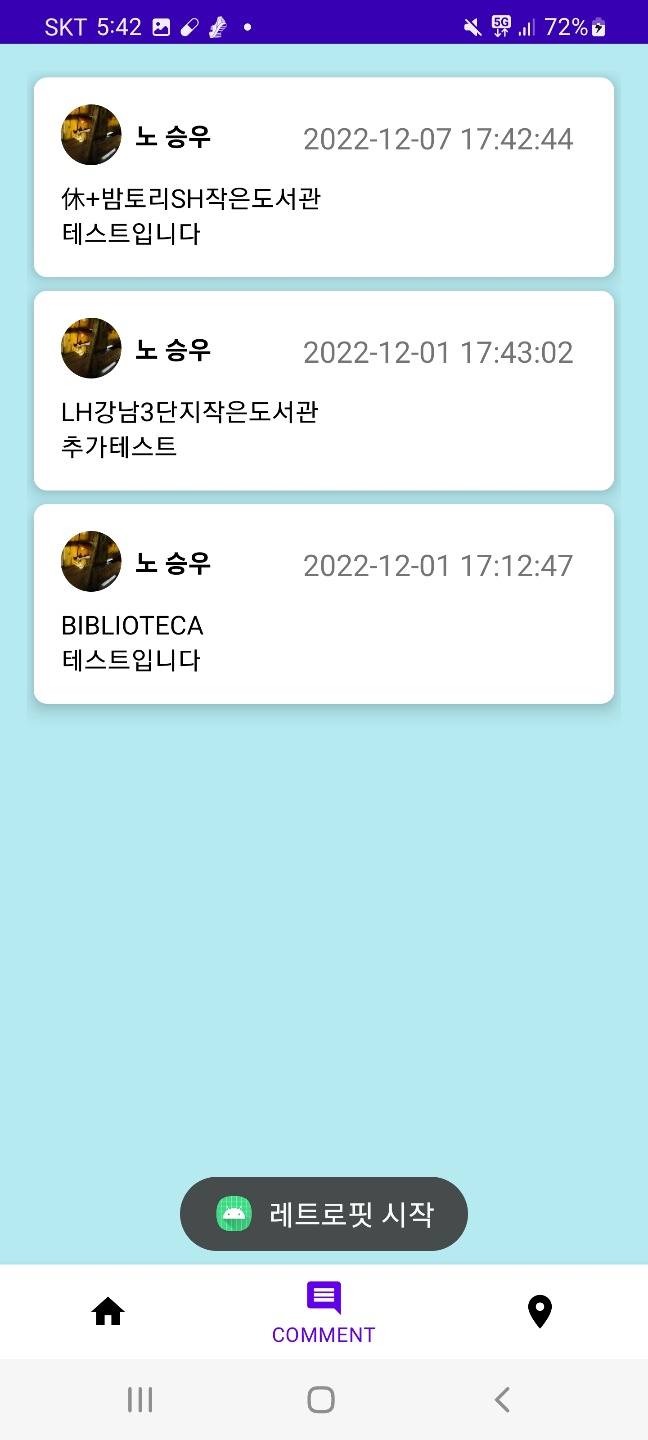 SKT 5:42 5G 72%
노 승우 2022-12-07 17:42:44
休+밤토리SH작은도서관
테스트입니다
노 승우 2022-12-01 17:43:02
LH강남3단지작은도서관
추가테스트
노 승우 2022-12-01 17:12:47
BIBLIOTECA
테스트입니다
레트로핏 시작
COMMENT